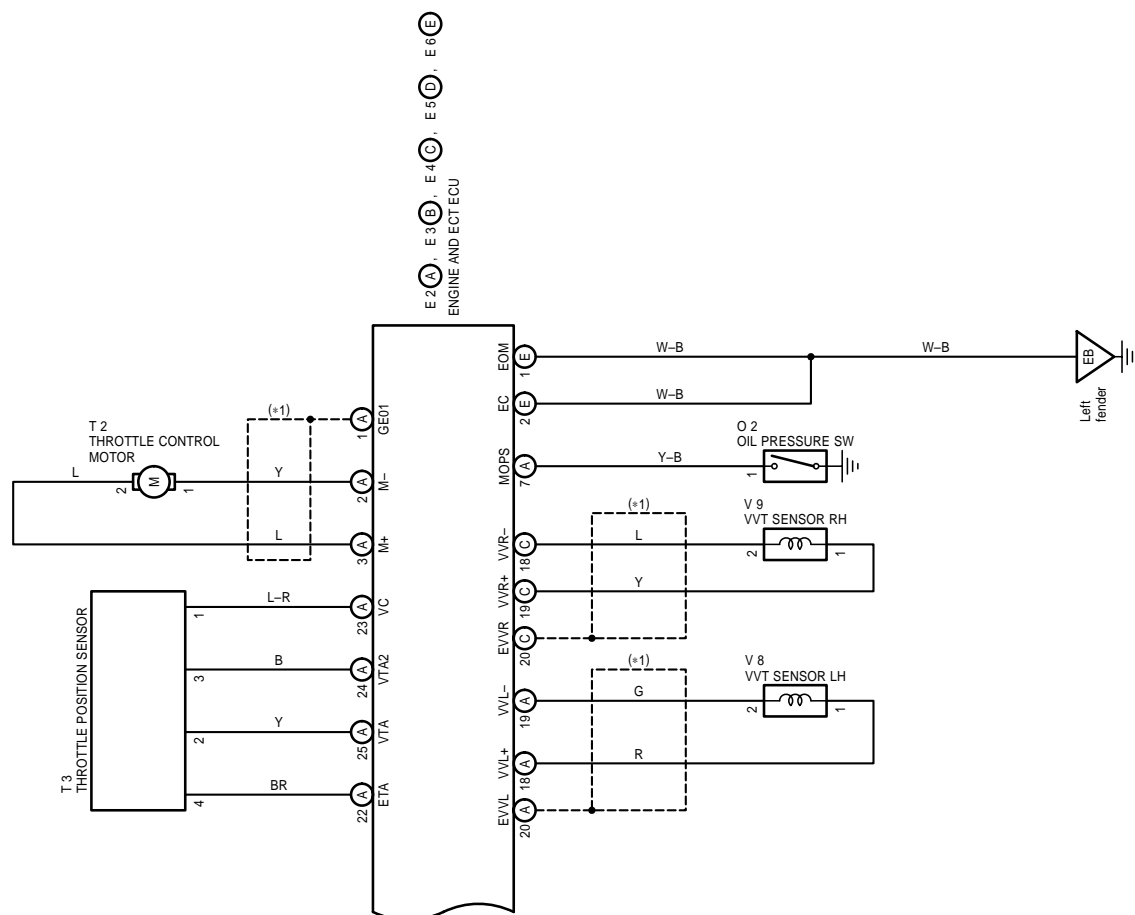 E 2 A , E 3 B , E 4 C , E 5 D , E 6 E
ENGINE AND ECT ECU
T 2
THROTTLE CONTROL
MOTOR
L
2
M
1
Y
L
(*1)
1 A GE01
2 A M–
3 A M+
T 3
THROTTLE POSITION SENSOR
1
L–R
23 A VC
3
B
24 A VTA2
2
Y
25 A VTA
4
BR
22 A ETA
EOM
1 E
W–B
W–B
EB
Left
fender
EC
2 E
W–B
MOPS
7 A
Y–B
O 2
OIL PRESSURE SW
1
(*1)
V 9
VVT SENSOR RH
VVR–
18 C
L
2
1
VVR+
19 C
Y
EVVR
20 C
(*1)
V 8
VVT SENSOR LH
VVL–
19 A
G
2
1
VVL+
18 A
R
EVVL
20 A